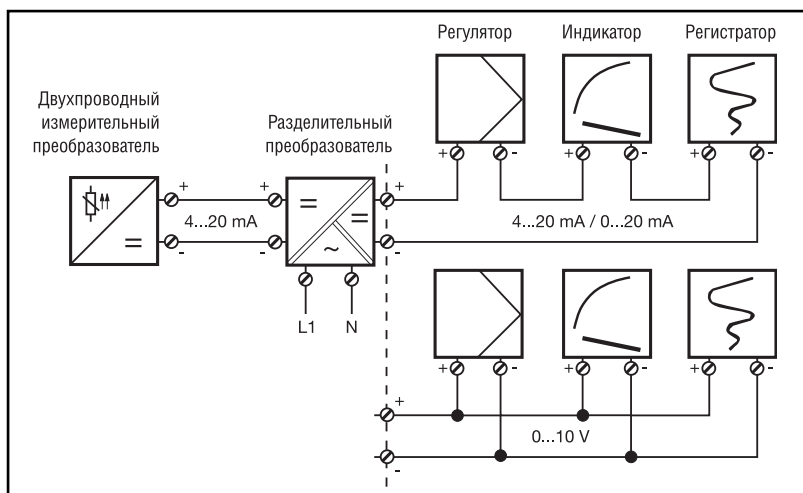 Регулятор Индикатор Регистратор
Двухпроводный
измерительный
преобразователь
Разделительный
преобразователь
+ - + - + -
+ + +
4...20 mA 4...20 mA / 0...20 mA
- - -
~
L1 N
+ - + - + -
+
0...10 V
-